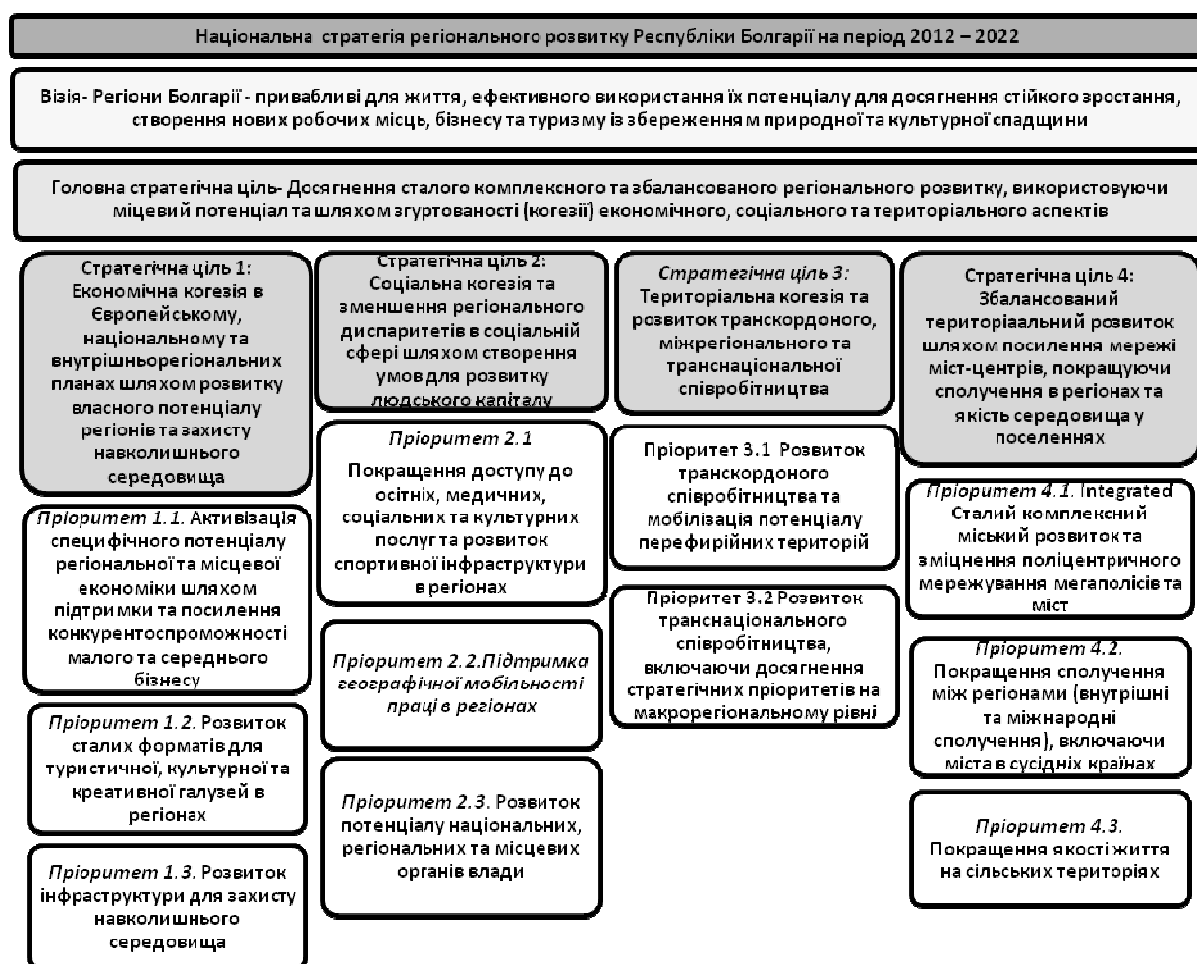 Національна стратегія регіонального розвитку Республіки Болгарії на період 2012 – 2022
Візія- Регіони Болгарії - привабливі для життя, ефективного використання їх потенціалу для досягнення стійкого зростання,
створення нових робочих місць, бізнесу та туризму із збереженням природної та культурної спадщини
Головна стратегічна ціль- Досягнення сталого комплексного та збалансованого регіонального розвитку, використовуючи
міцевий потенціал та шляхом згуртованості (когезії) економічного, соціального та територіального аспектів
Стратегічна ціль 1:
Економічна когезія в
Європейському,
національному та
внутрішньорегіональних
планах шляхом розвитку
власного потенціалу
регіонів та захисту
навколишнього
середовища
Пріоритет 1.1. Активізація
специфічного потенціалу
регіональної та місцевої
економіки шляхом
підтримки та посилення
конкурентоспроможності
малого та середнього
бізнесу
Пріоритет 1.2. Розвиток
сталих форматів для
туристичної, культурної та
креативної галузей в
регіонах
Пріоритет 1.3. Розвиток
інфраструктури для захисту
навколишнього
середовища
Стратегічна ціль 2:
Соціальна когезія та
зменшення регіонального
диспаритетів в соціальній
сфері шляхом створення
умов для розвитку
людського капіталу
Пріоритет 2.1
Покращення доступу до
осітніх, медичних,
соціальних та культурних
послуг та розвиток
спортивної інфраструктури
в регіонах
Пріоритет 2.2.Підтримка
географічної мобільності
праці в регіонах
Пріоритет 2.3. Розвиток
потенціалу національних,
регіональних та місцевих
органів влади
Стратегічна ціль 3:
Територіальна когезія та
розвиток транскордоного,
міжрегіонального та
транснаціональної
співробітництва
Пріоритет 3.1 Розвиток
транскордоного
співробітництва та
мобілізація потенціалу
перефирійних територій
Пріоритет 3.2 Розвиток
транснаціонального
співробітництва,
включаючи досягнення
стратегічних пріоритетів на
макрорегіональному рівні
Стратегічна ціль 4:
Збалансований
територіаальний розвиток
шляхом посилення мережі
міст-центрів, покращуючи
сполучення в регіонах та
якість середовища у
поселеннях
Пріоритет 4.1. Integrated
Сталий комплексний
міський розвиток та
зміцнення поліцентричного
мережування мегаполісів та
міст
Пріоритет 4.2.
Покращення сполучення
між регіонами (внутрішні
та міжнародні
сполучення), включаючи
міста в сусідніх країнах
Пріоритет 4.3.
Покращення якості життя
на сільських територіях